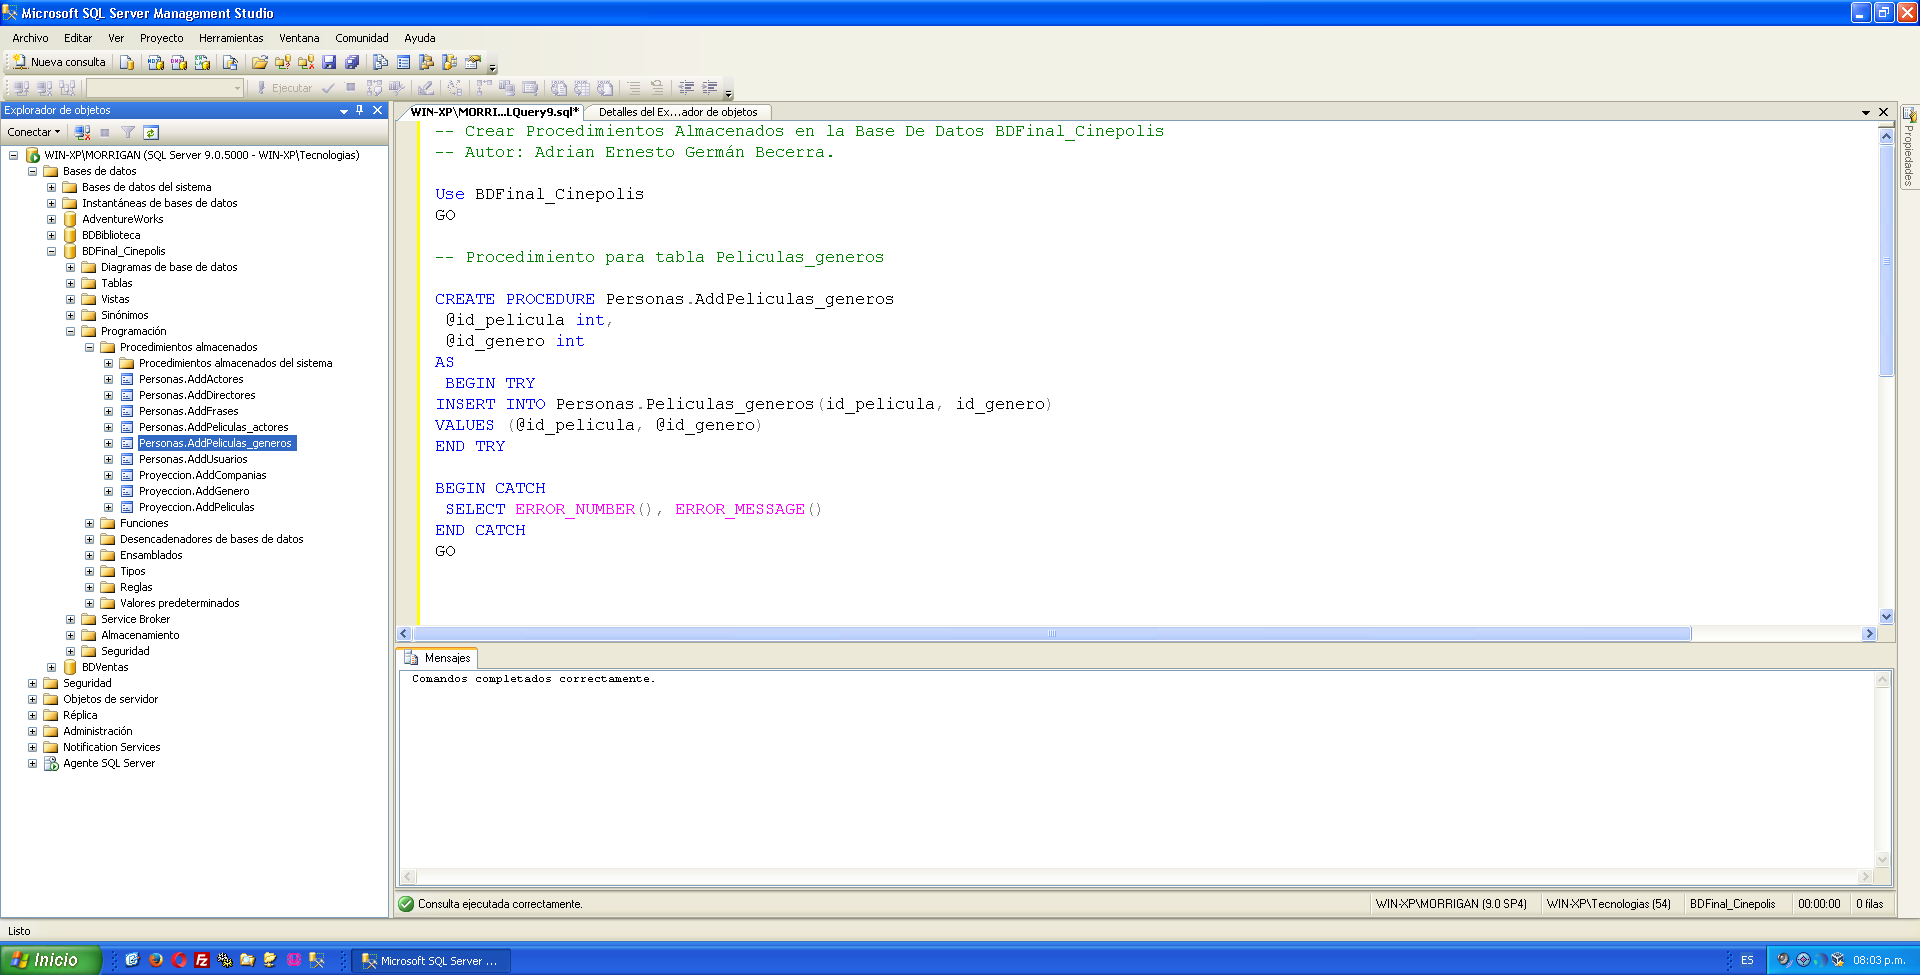 Microsoft SQL Server Management Studio
Archivo Editar Ver Proyecto Herramientas Ventana Comunidad Ayuda
Nueva consulta
Ejecutar
Explorador de objetos
Conectar
WIN-XP\MORRIGAN (SQL Server 9.0.5000 - WIN-XP\Tecnologias)
Bases de datos
Bases de datos del sistema
Instantáneas de bases de datos
AdventureWorks
BDBiblioteca
BDFinal_Cinepolis
Diagramas de base de datos
Tablas
Vistas
Sinónimos
Programación
Procedimientos almacenados
Procedimientos almacenados del sistema
Personas.AddActores
Personas.AddDirectores
Personas.AddFrases
Personas.AddPeliculas_actores
Personas.AddPeliculas_generos
Personas.AddUsuarios
Proyeccion.AddCompanias
Proyeccion.AddGenero
Proyeccion.AddPeliculas
Funciones
Desencadenadores de bases de datos
Ensamblados
Tipos
Reglas
Valores predeterminados
Service Broker
Almacenamiento
Seguridad
BDVentas
Seguridad
Objetos de servidor
Réplica
Administración
Notification Services
Agente SQL Server
WIN-XP\MORRI...LQuery9.sql* Detalles del Ex...ador de objetos
-- Crear Procedimientos Almacenados en la Base De Datos BDFinal_Cinepolis
-- Autor: Adrian Ernesto Germán Becerra.
Use BDFinal_Cinepolis
GO
-- Procedimiento para tabla Peliculas_generos
CREATE PROCEDURE Personas.AddPeliculas_generos
@id_pelicula int,
@id_genero int
AS
BEGIN TRY
INSERT INTO Personas.Peliculas_generos(id_pelicula, id_genero)
VALUES (@id_pelicula, @id_genero)
END TRY
BEGIN CATCH
SELECT ERROR_NUMBER(), ERROR_MESSAGE()
END CATCH
GO
Propiedades
Mensajes
Comandos completados correctamente.
Consulta ejecutada correctamente. WIN-XP\MORRIGAN (9.0 SP4) WIN-XP\Tecnologias (54) BDFinal_Cinepolis 00:00:00 0 filas
Listo
Inicio Microsoft SQL Server ... ES 08:03 p.m.